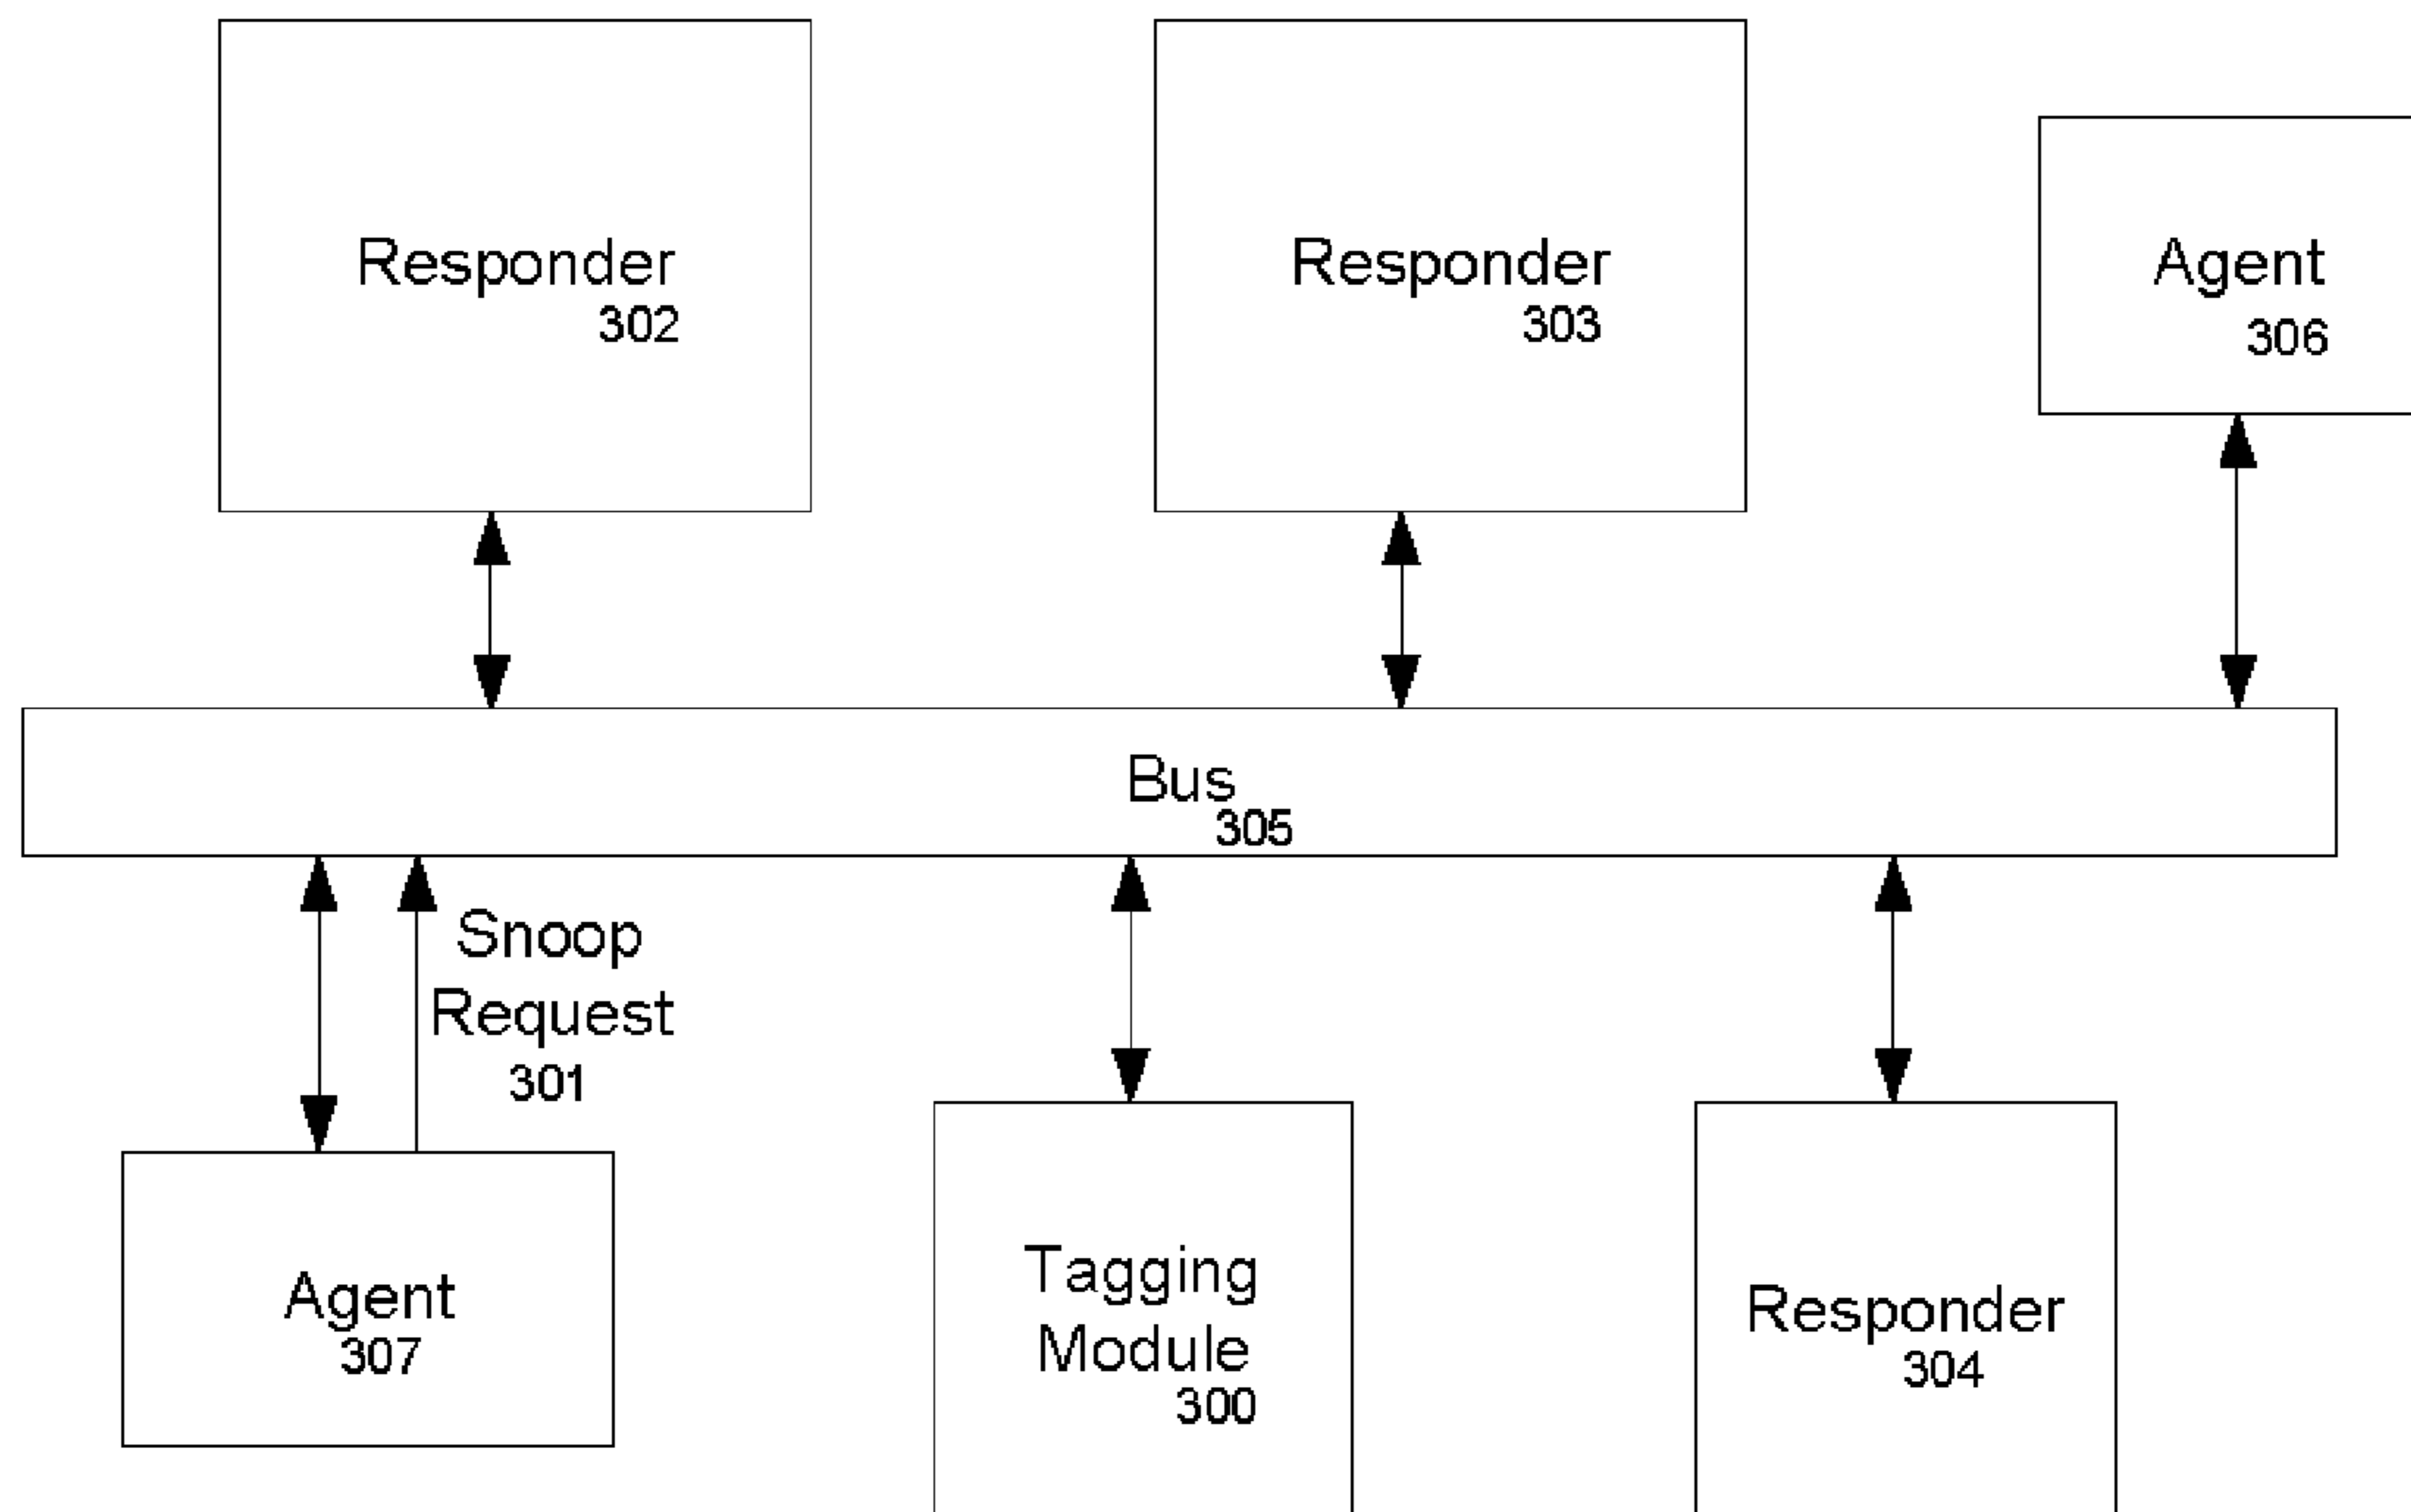 Responder
302
Responder
303
Agent
306
Bus
305
Snoop
Request
301
Agent
307
Tagging
Module
300
Responder
304